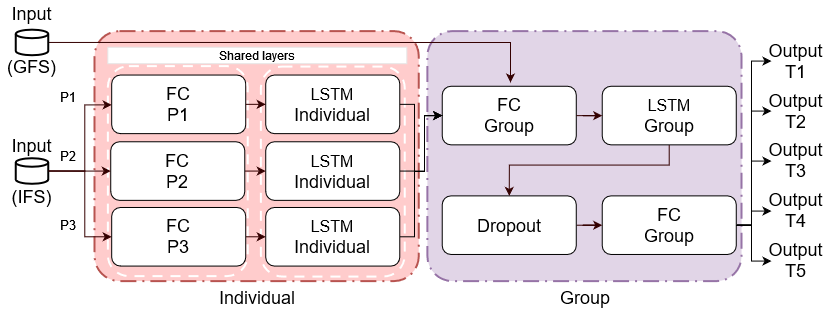 Input
(GFS)
Shared layers
P1
FC
P1
LSTM
Individual
Input
(IFS)
P2
FC
P2
LSTM
Individual
P3
FC
P3
LSTM
Individual
Individual
FC
Group
LSTM
Group
Dropout
FC
Group
Group
Output
T1
Output
T2
Output
T3
Output
T4
Output
T5